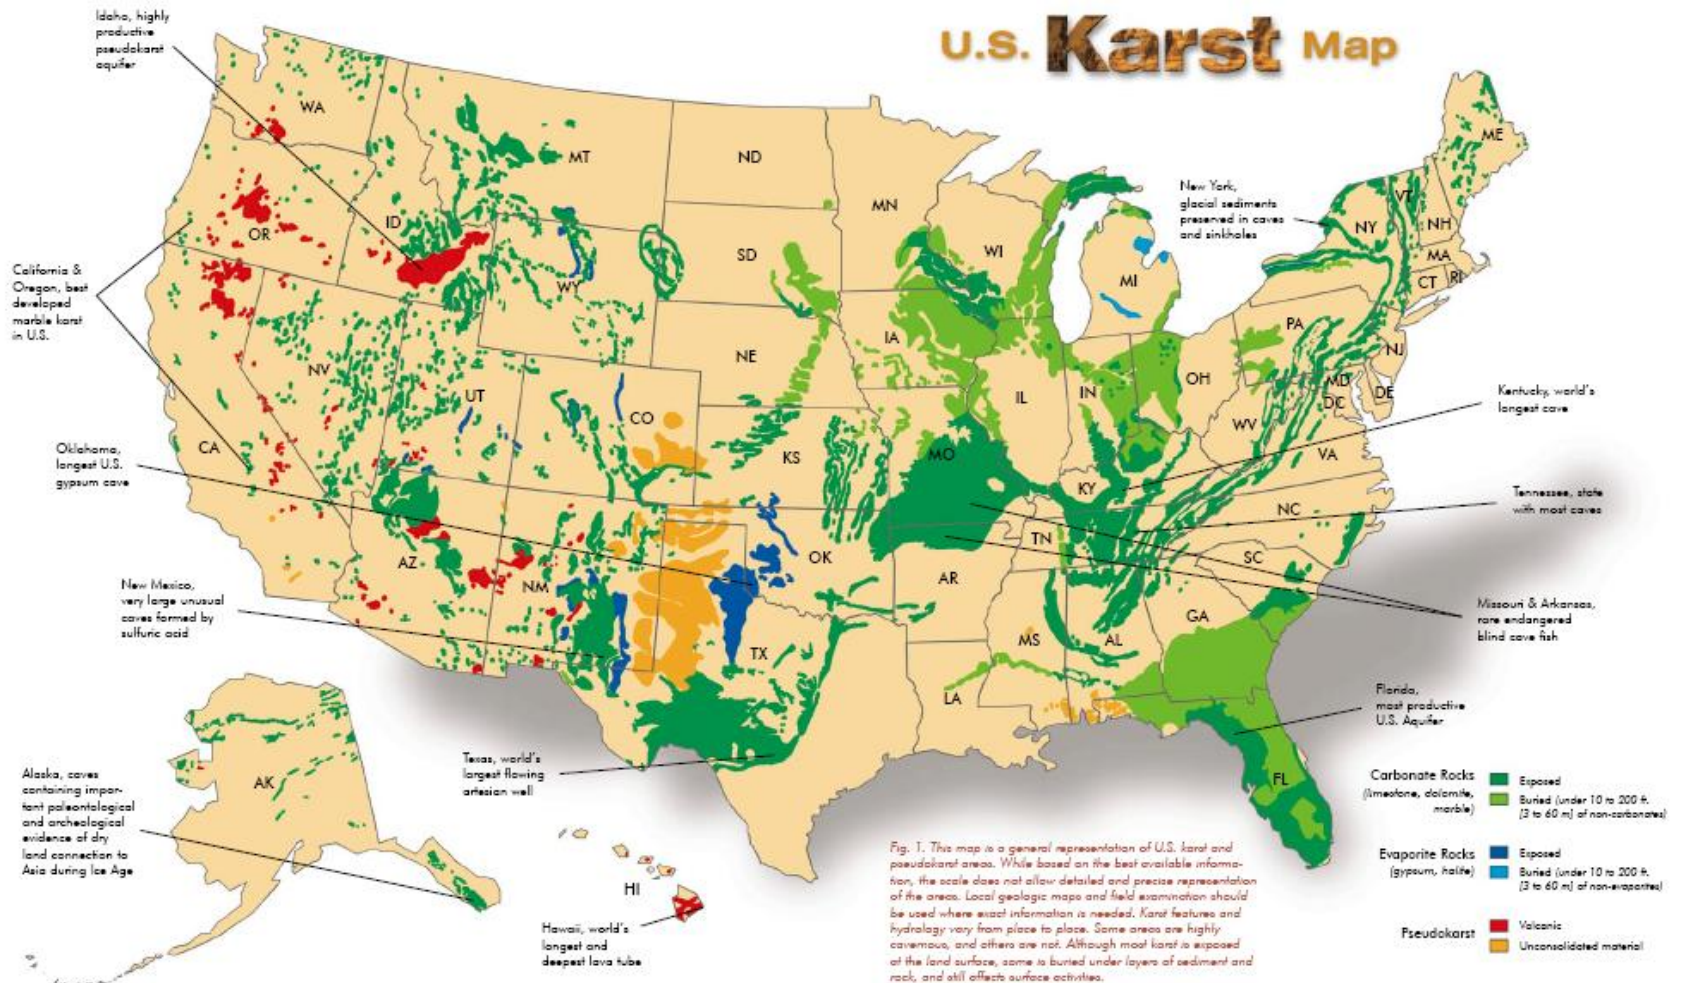 U.S. Karst Map
Idaho, highly
productive
pseudokarst
aquifer
California &
Oregon, best
developed
marble karst
in U.S.
Oklahoma,
longest U.S.
gypsum cave
New Mexico,
very large unusual
caves formed by
sulfuric acid
Alaska, caves
containing impor-
tant paleontological
and archeological
evidence of dry
land connection to
Asia during Ice Age
Texas, world's
largest flowing
artesian well
Hawaii, world's
longest and
deepest lava tube
New York,
glacial sediments
preserved in caves
and sinkholes
Kentucky, world's
longest cave
Tennessee, state
with most caves
Missouri & Arkansas,
rare endangered
blind cave fish
Florida,
most productive
U.S. Aquifer
WA
OR
CA
ID
NV
MT
WY
UT
AZ
CO
NM
ND
SD
NE
KS
OK
TX
MN
IA
MO
AR
LA
WI
IL
MI
IN
OH
KY
TN
MS
AL
GA
FL
SC
NC
VA
WV
PA
NY
VT
NH
ME
MA
CT
RI
NJ
DE
MD
DC
AK
HI
Carbonate Rocks
(limestone, dolomite,
marble)
Exposed
Buried (under 10 to 200 ft.
[3 to 60 m] of non-carbonates)
Evaporite Rocks
(gypsum, halite)
Exposed
Buried (under 10 to 200 ft.
[3 to 60 m] of non-evaporites)
Pseudokarst
Volcanic
Unconsolidated material
Fig. 1. This map is a general representation of U.S. karst and
pseudokarst areas. While based on the best available informa-
tion, the scale does not allow detailed and precise representation
of the areas. Local geologic maps and field examination should
be used where exact information is needed. Karst features and
hydrology vary from place to place. Some areas are highly
cavernous, and others are not. Although most karst is exposed
at the land surface, some is buried under layers of sediment and
rock, and still affects surface activities.